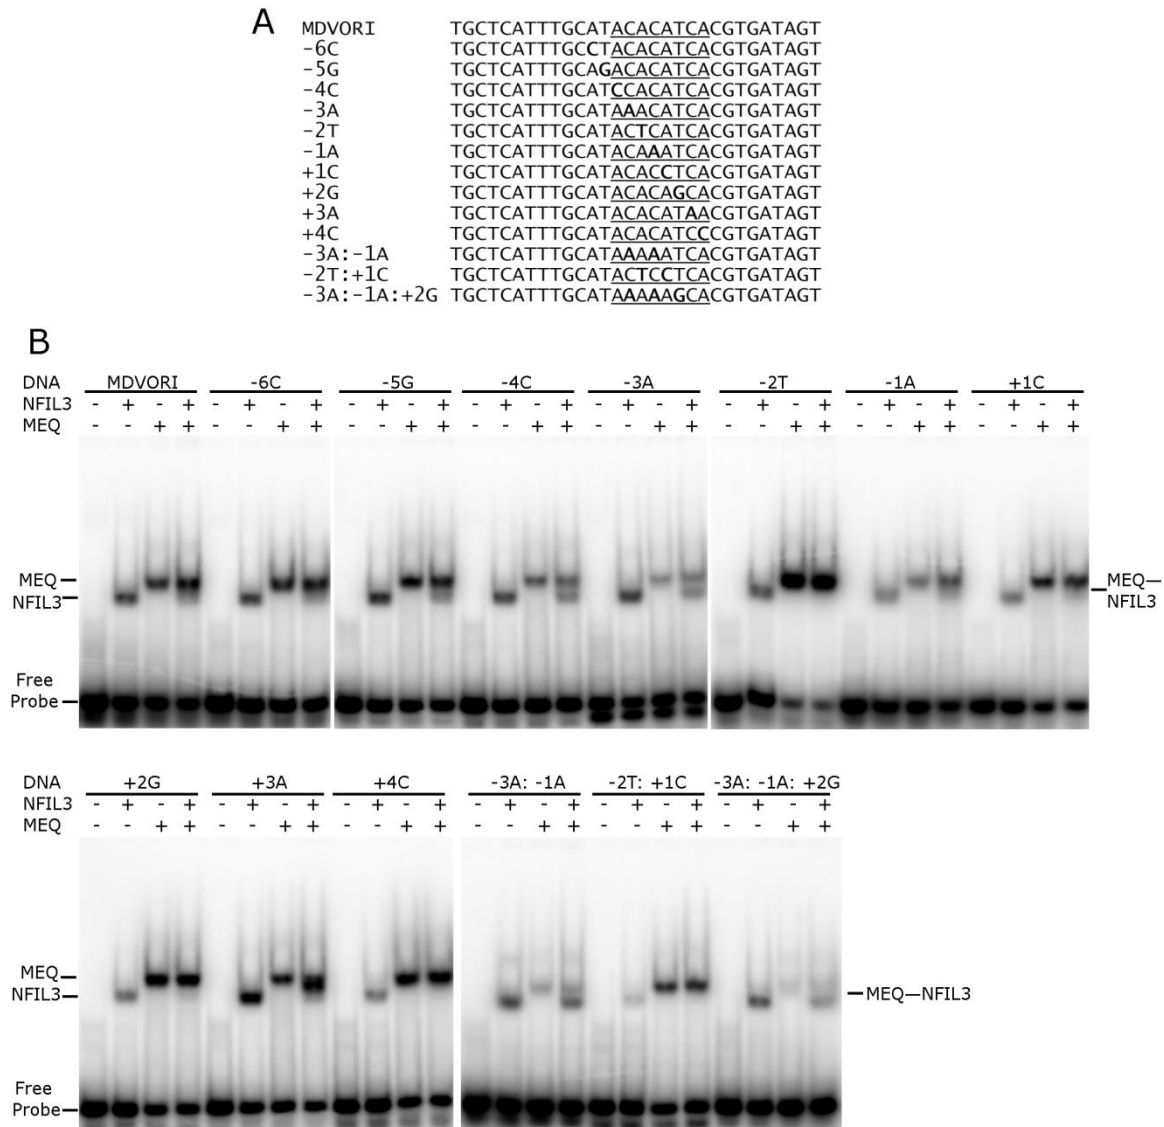 A
MDVORI TGCTCATTTGCATACACATCACGTGATAGT
-6C TGCTCATTTGCCTACACATCACGTGATAGT
-5G TGCTCATTTGCAGACACATCACGTGATAGT
-4C TGCTCATTTGCATCCACATCACGTGATAGT
-3A TGCTCATTTGCATAAACATCACGTGATAGT
-2T TGCTCATTTGCATACTCATCACGTGATAGT
-1A TGCTCATTTGCATACAAATCACGTGATAGT
+1C TGCTCATTTGCATACACCTCACGTGATAGT
+2G TGCTCATTTGCATACACAGCACGTGATAGT
+3A TGCTCATTTGCATACACATAACGTGATAGT
+4C TGCTCATTTGCATACACATCCCGTGATAGT
-3A:-1A TGCTCATTTGCATAAAAATCACGTGATAGT
-2T:+1C TGCTCATTTGCATACTCCTCACGTGATAGT
-3A:-1A:+2G TGCTCATTTGCATAAAAAGCACGTGATAGT
B
DNA MDVORI -6C -5G -4C -3A -2T -1A +1C
NFIL3 - + - + - + - + - + - + - + - + - + - + - + - + - + - + - + - +
MEQ - - + + - - + + - - + + - - + + - - + + - - + + - - + + - - + +
MEQ
NFIL3
MEQ—
NFIL3
Free
Probe
DNA +2G +3A +4C -3A: -1A -2T: +1C -3A: -1A: +2G
NFIL3 - + - + - + - + - + - + - + - + - + - + - + - +
MEQ - - + + - - + + - - + + - - + + - - + + - - + +
MEQ
NFIL3
MEQ—NFIL3
Free
Probe